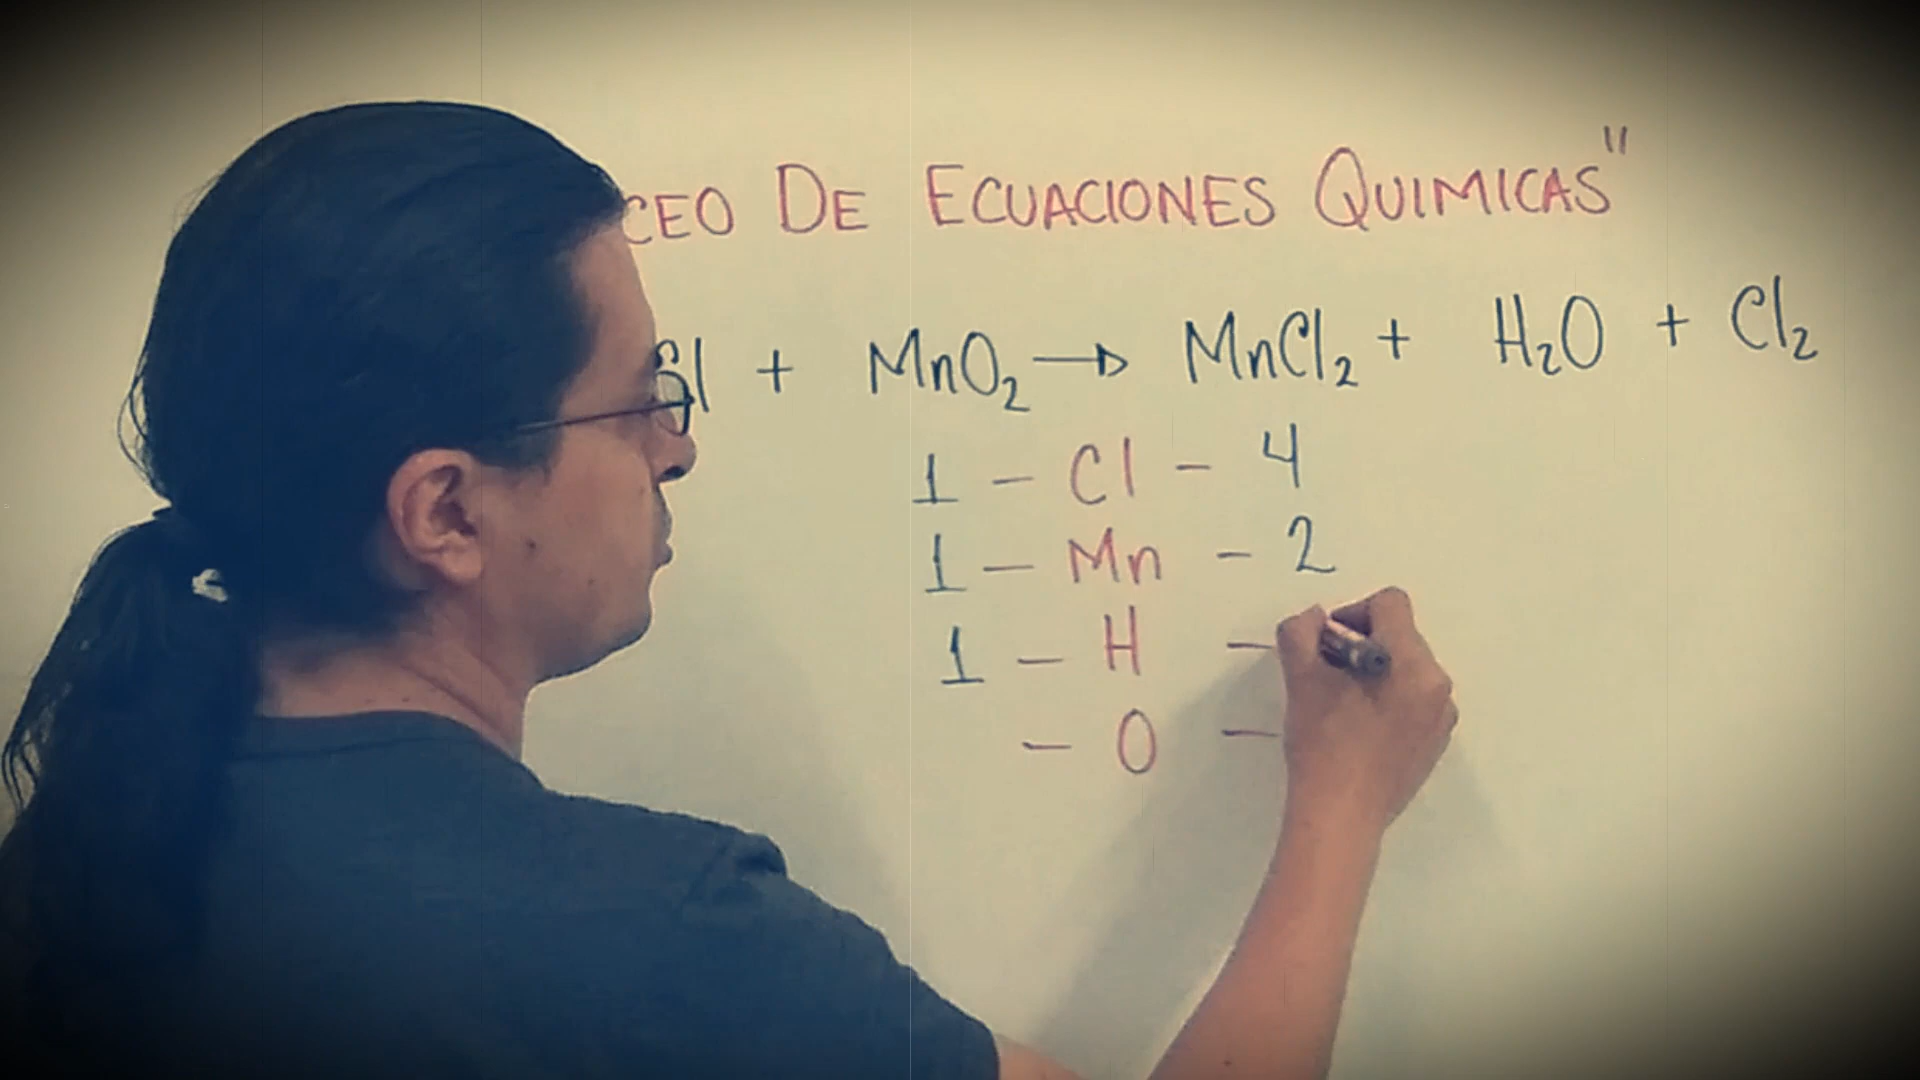 CEO DE ECUACIONES QUIMICAS"
Cl + MnO₂ → MnCl₂ + H₂O + Cl₂
1 – Cl – 4
1 – Mn – 2
1 – H –
– O –